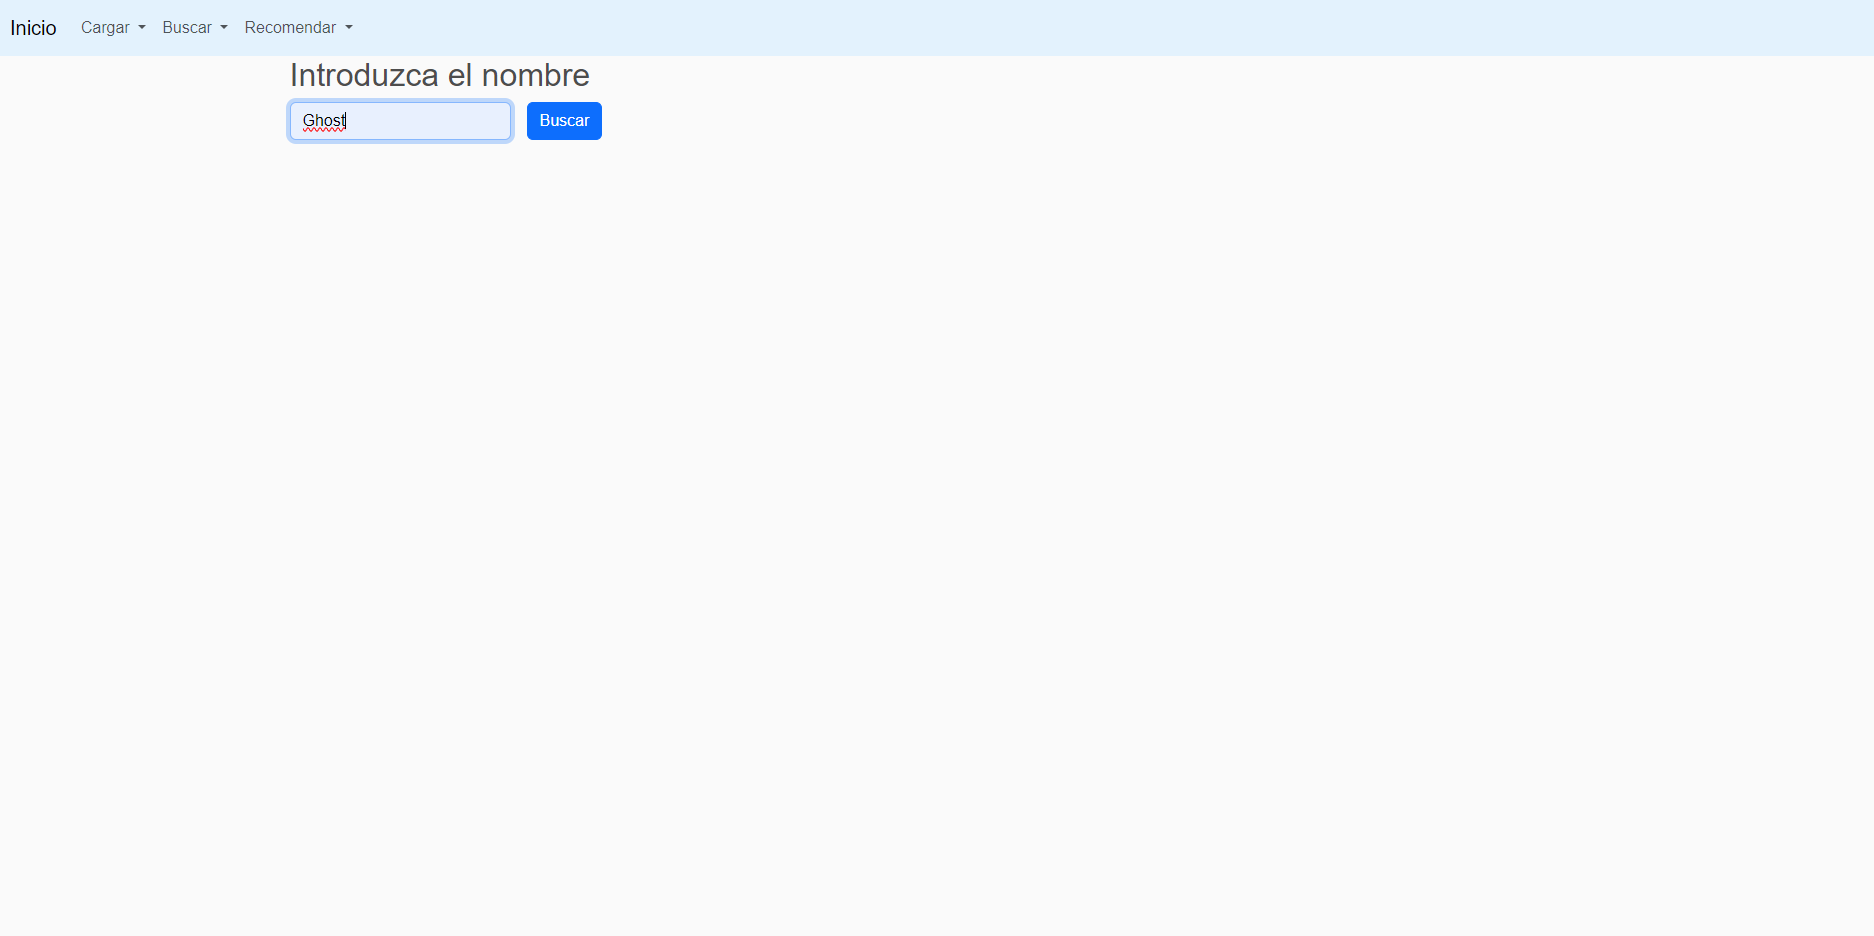 Inicio Cargar Buscar Recomendar
Introduzca el nombre
Ghost Buscar